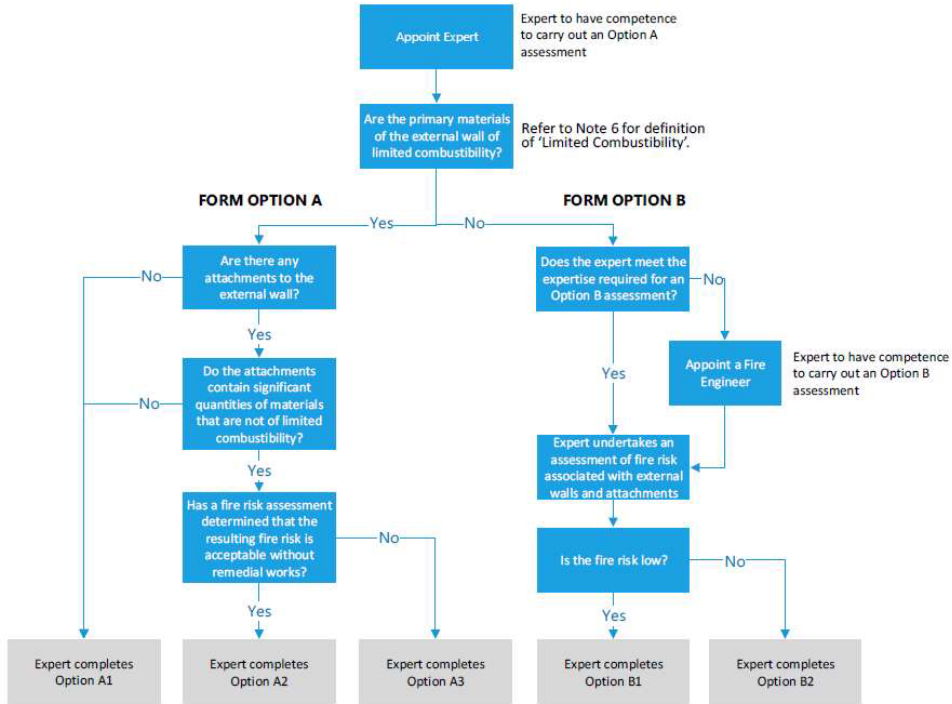 Appoint Expert
Expert to have competence
to carry out an Option A
assessment
Are the primary materials
of the external wall of
limited combustibility?
Refer to Note 6 for definition
of ‘Limited Combustibility’.
FORM OPTION A
FORM OPTION B
Yes
No
Are there any
attachments to the
external wall?
No
Does the expert meet the
expertise required for an
Option B assessment?
No
Yes
Do the attachments
contain significant
quantities of materials
that are not of limited
combustibility?
No
Yes
Appoint a Fire
Engineer
Expert to have competence
to carry out an Option B
assessment
Yes
Expert undertakes an
assessment of fire risk
associated with external
walls and attachments
Has a fire risk assessment
determined that the
resulting fire risk is
acceptable without
remedial works?
No
Is the fire risk low?
No
Yes
Yes
Expert completes
Option A1
Expert completes
Option A2
Expert completes
Option A3
Expert completes
Option B1
Expert completes
Option B2